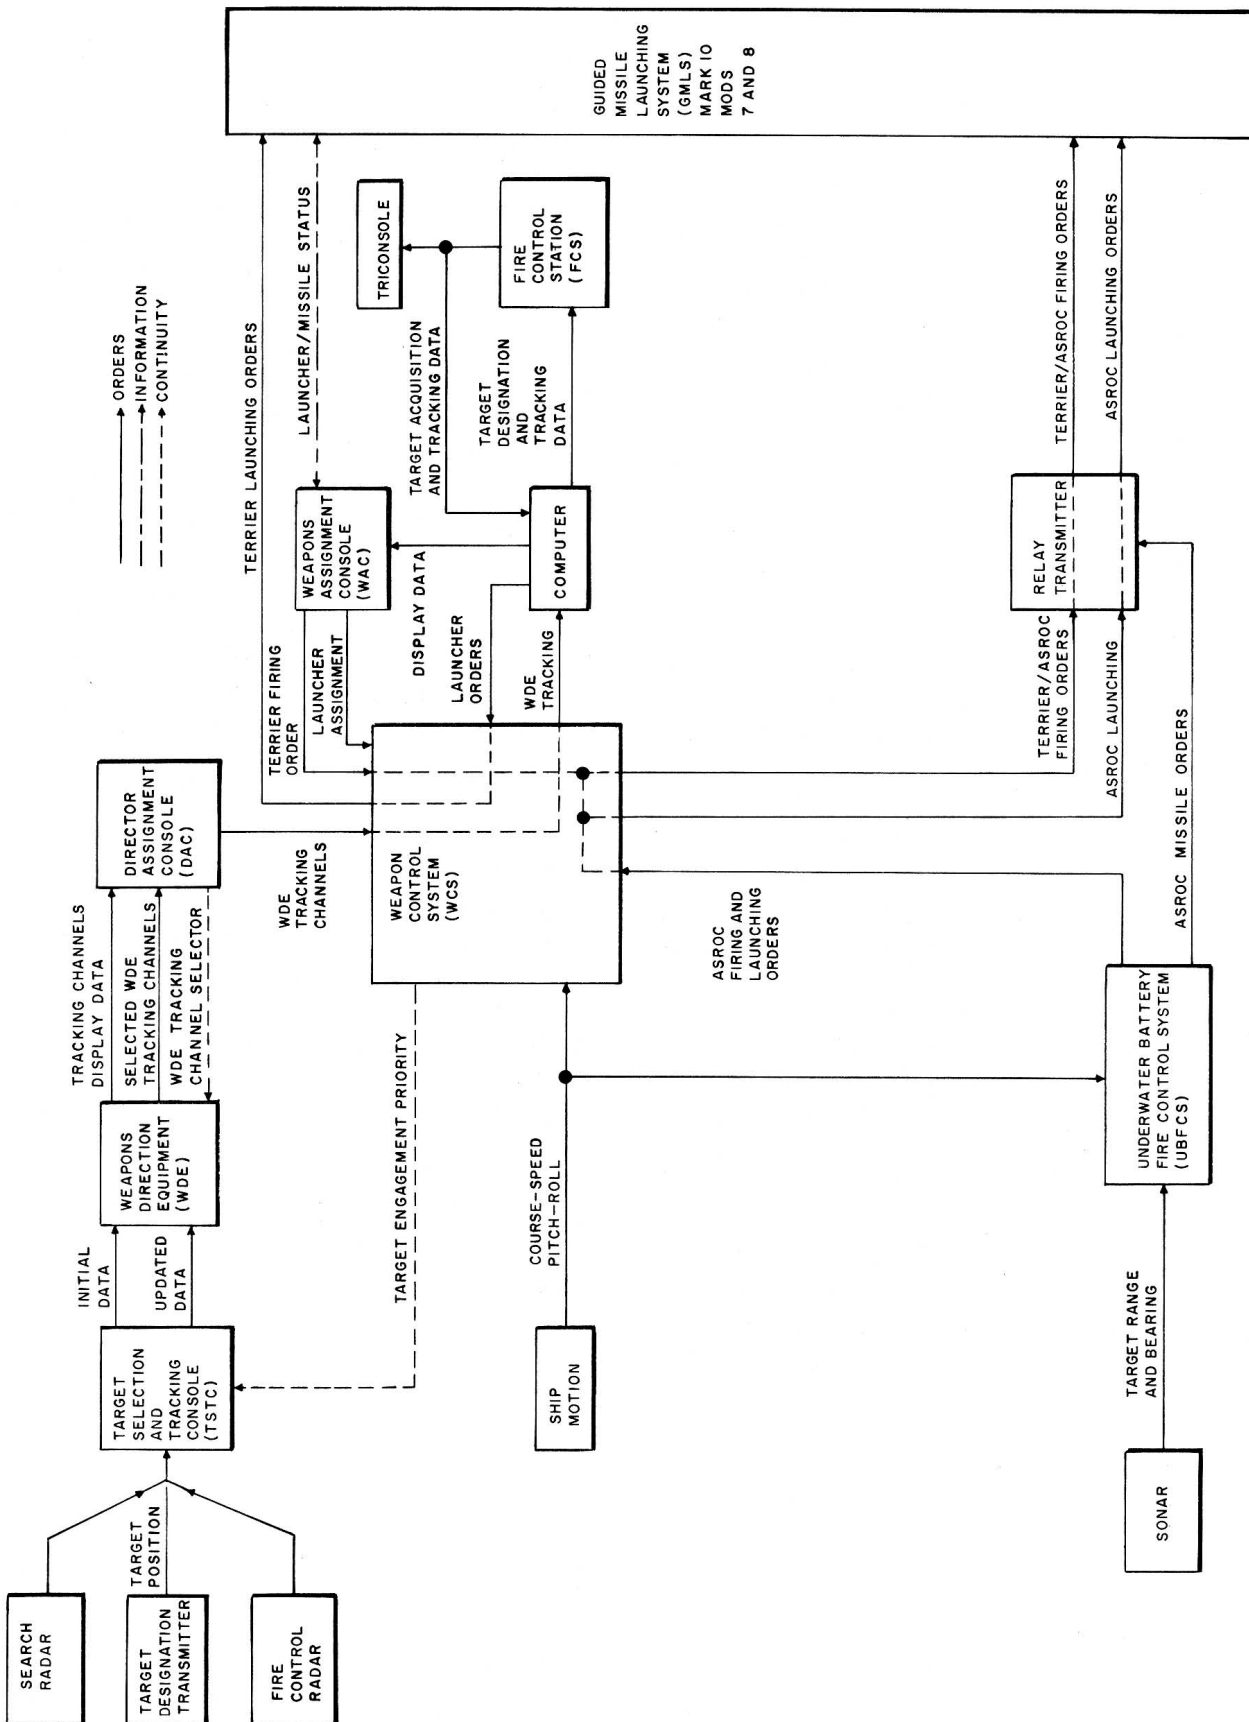 SEARCH
RADAR
TARGET
DESIGNATION
TRANSMITTER
FIRE
CONTROL
RADAR
TARGET
POSITION
TARGET
SELECTION
AND
TRACKING
CONSOLE
(TSTC)
INITIAL
DATA
UPDATED
DATA
WEAPONS
DIRECTION
EQUIPMENT
(WDE)
TRACKING CHANNELS
DISPLAY DATA
SELECTED WDE
TRACKING CHANNELS
WDE TRACKING
CHANNEL SELECTOR
DIRECTOR
ASSIGNMENT
CONSOLE
(DAC)
ORDERS
INFORMATION
CONTINUITY
TARGET ENGAGEMENT PRIORITY
WDE
TRACKING
CHANNELS
TERRIER FIRING
ORDER
LAUNCHER
ASSIGNMENT
TERRIER LAUNCHING ORDERS
LAUNCHER/MISSILE STATUS
WEAPONS
ASSIGNMENT
CONSOLE
(WAC)
DISPLAY DATA
LAUNCHER
ORDERS
WDE
TRACKING
WEAPON
CONTROL
SYSTEM
(WCS)
TARGET ACQUISITION
AND TRACKING DATA
TRICONSOLE
TARGET
DESIGNATION
AND
TRACKING
DATA
COMPUTER
FIRE
CONTROL
STATION
(FCS)
GUIDED
MISSILE
LAUNCHING
SYSTEM
(GMLS)
MARK 10
MODS
7 AND 8
SHIP
MOTION
COURSE-SPEED
PITCH-ROLL
ASROC
FIRING AND
LAUNCHING
ORDERS
TERRIER/ASROC
FIRING ORDERS
ASROC LAUNCHING
RELAY
TRANSMITTER
TERRIER/ASROC FIRING ORDERS
ASROC LAUNCHING ORDERS
SONAR
TARGET RANGE
AND BEARING
UNDERWATER BATTERY
FIRE CONTROL SYSTEM
(UBFCS)
ASROC MISSILE ORDERS